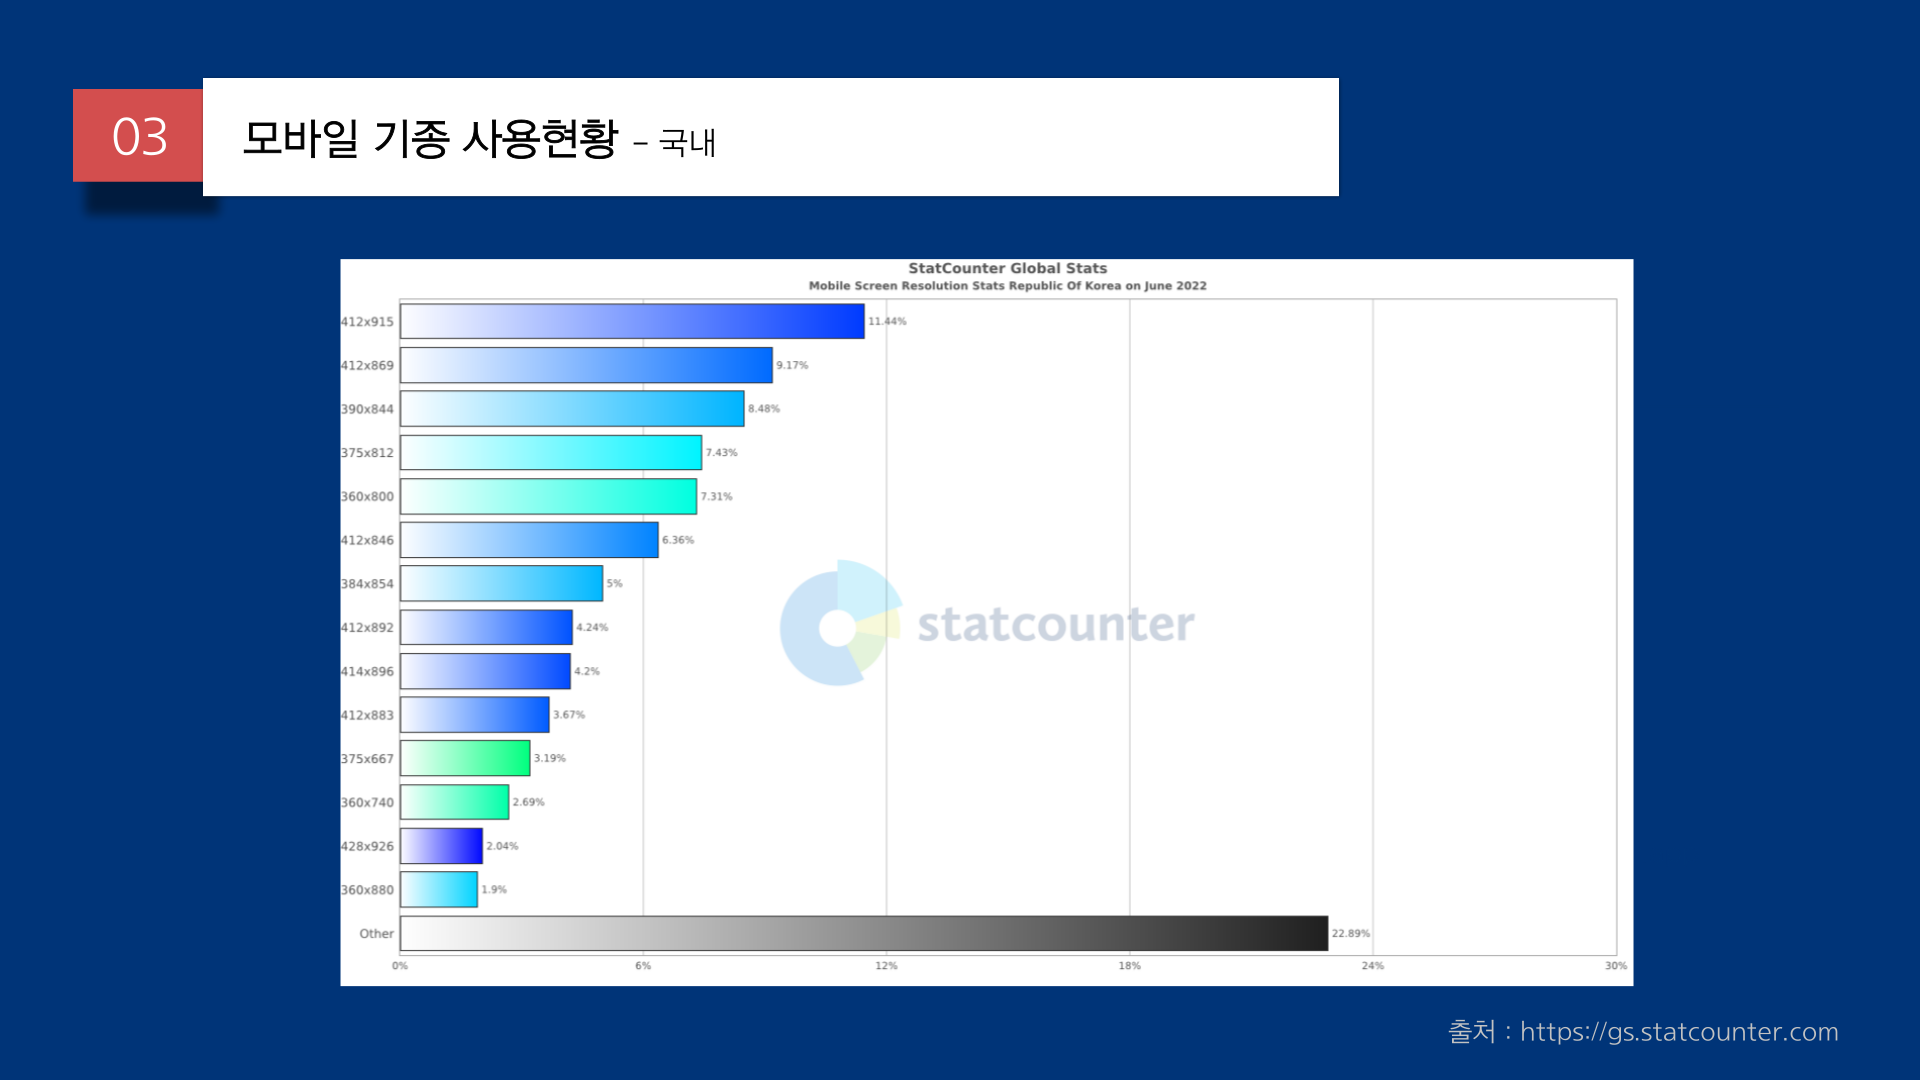 03
모바일 기종 사용현황 – 국내
StatCounter Global Stats
Mobile Screen Resolution Stats Republic Of Korea on June 2022
412x915 11.44%
412x869 9.17%
390x844 8.48%
375x812 7.43%
360x800 7.31%
412x846 6.36%
384x854 5%
412x892 4.24%
414x896 4.2%
412x883 3.67%
375x667 3.19%
360x740 2.69%
428x926 2.04%
360x880 1.9%
Other 22.89%
0% 6% 12% 18% 24% 30%
statcounter
출처 : https://gs.statcounter.com